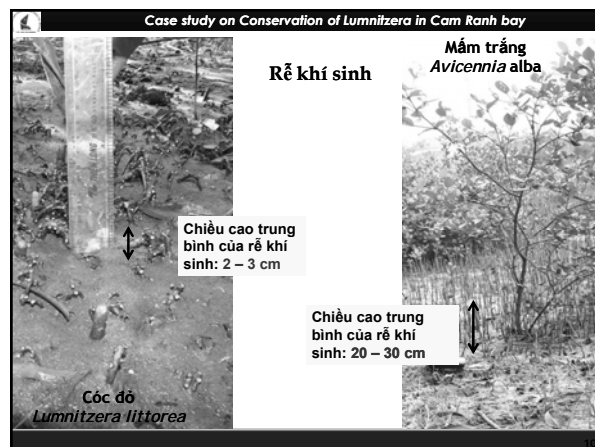 Case study on Conservation of Lumnitzera in Cam Ranh bay
Rễ khí sinh
Mấm trắng
Avicennia alba
Chiều cao trung
bình của rễ khí
sinh: 2 – 3 cm
Chiều cao trung
bình của rễ khí
sinh: 20 – 30 cm
Cóc đỏ
Lumnitzera littorea